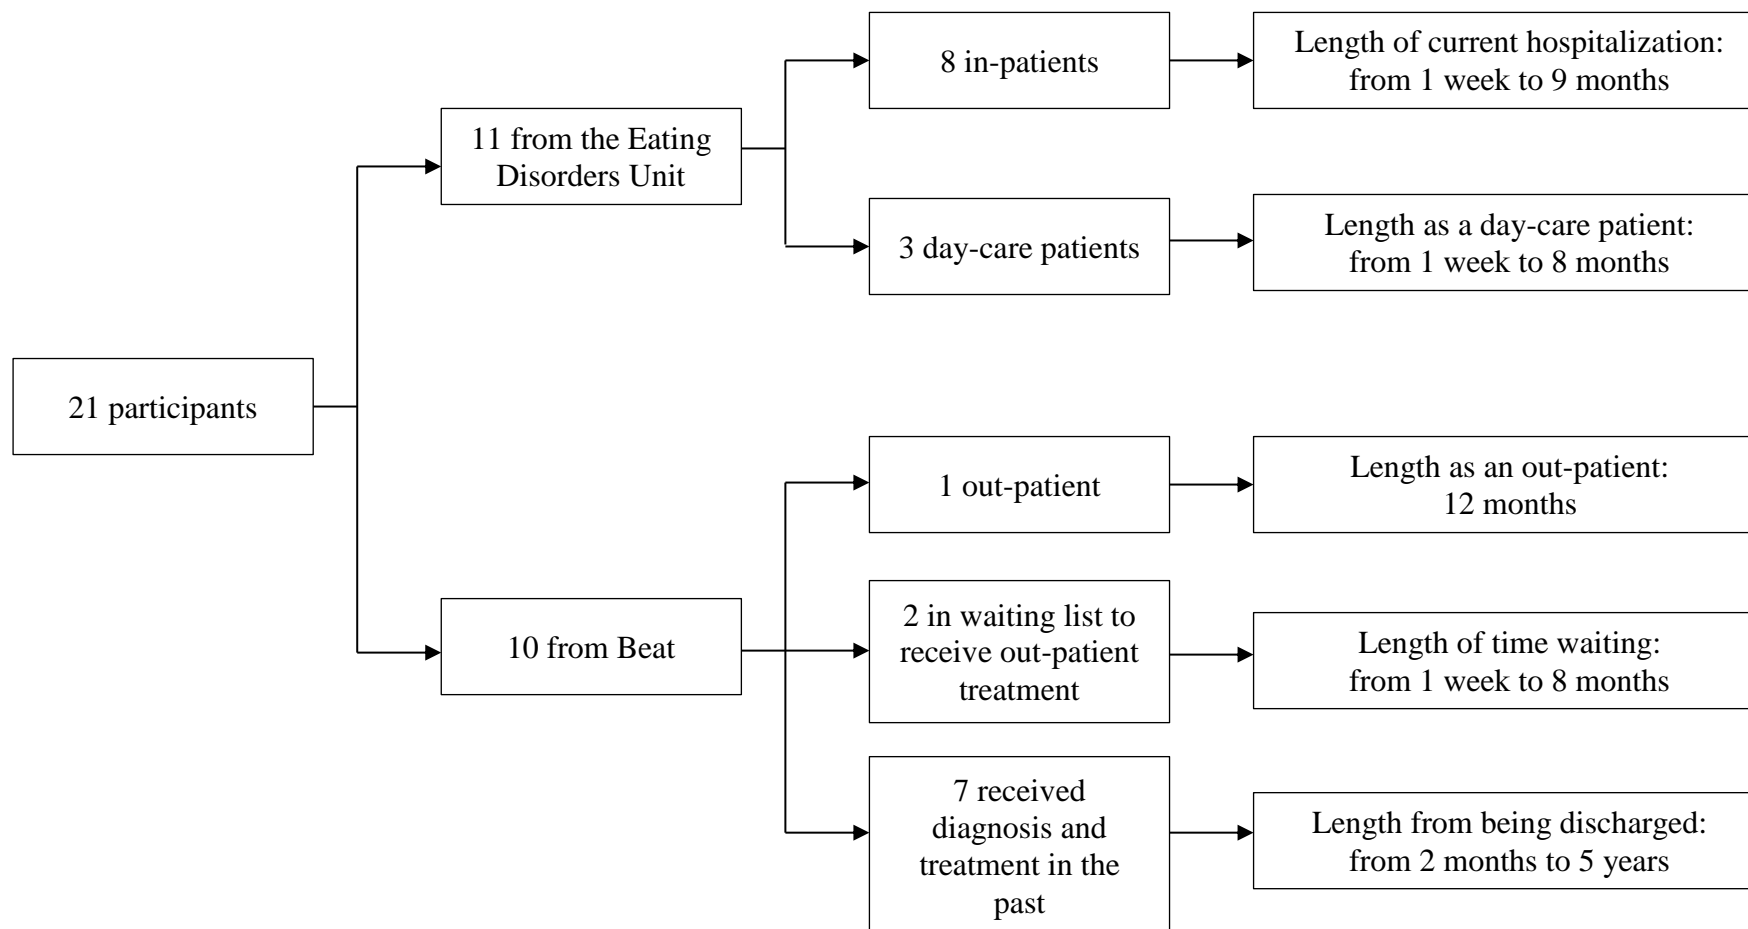 21 participants
11 from the Eating
Disorders Unit
8 in-patients
Length of current hospitalization:
from 1 week to 9 months
3 day-care patients
Length as a day-care patient:
from 1 week to 8 months
10 from Beat
1 out-patient
Length as an out-patient:
12 months
2 in waiting list to
receive out-patient
treatment
Length of time waiting:
from 1 week to 8 months
7 received
diagnosis and
treatment in the
past
Length from being discharged:
from 2 months to 5 years